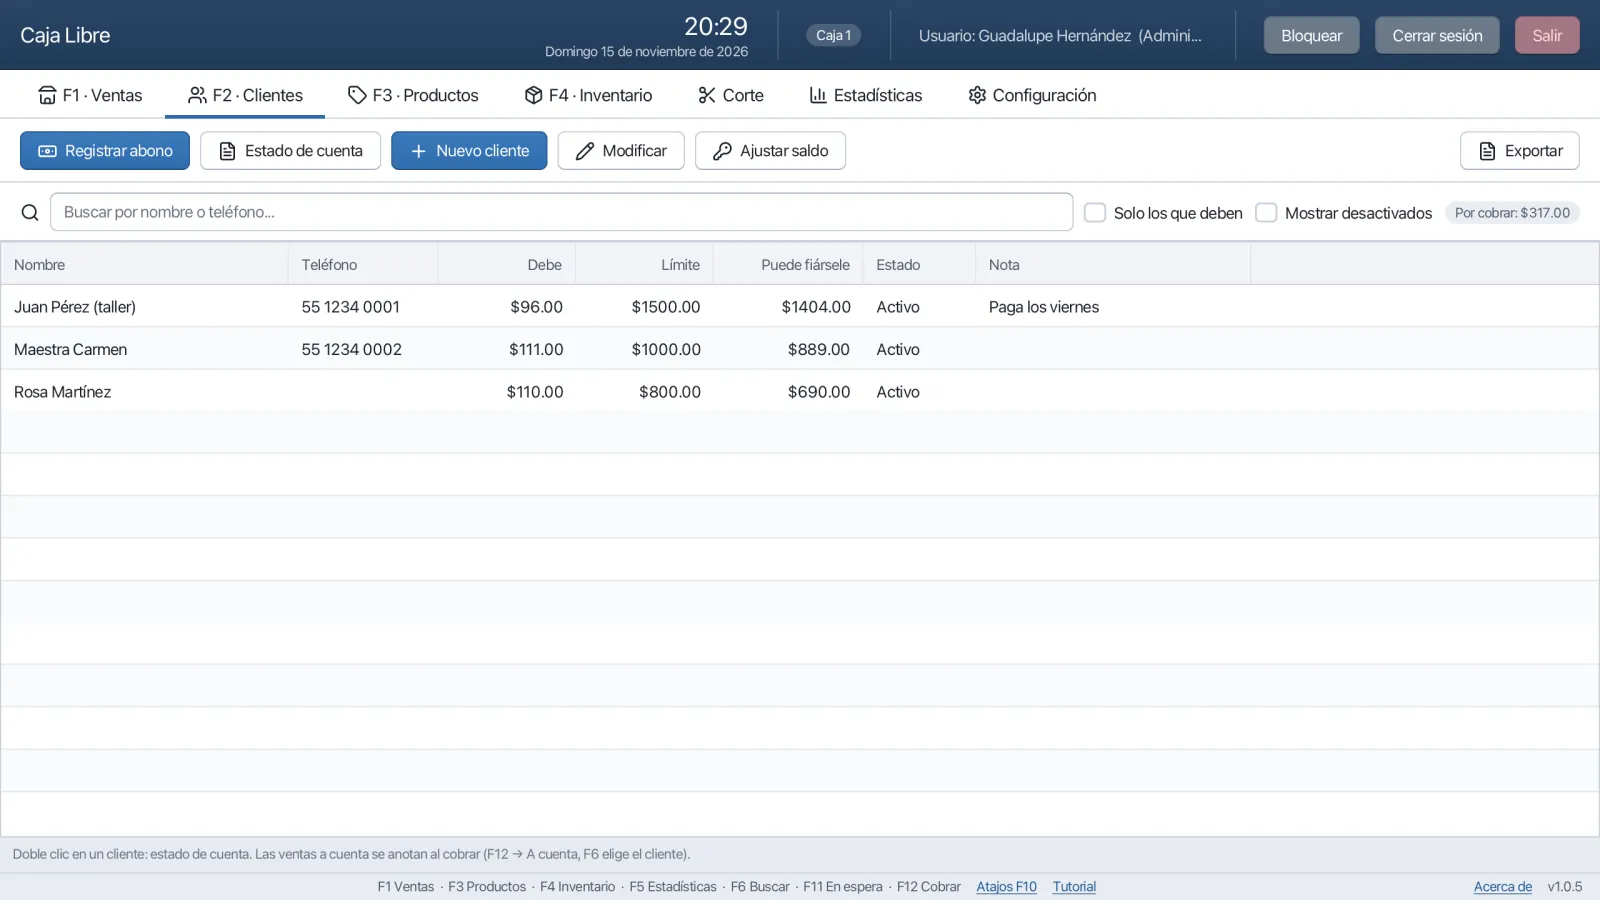 Caja Libre
20:29
Domingo 15 de noviembre de 2026
Caja 1
Usuario: Guadalupe Hernández (Admini...
Bloquear
Cerrar sesión
Salir
F1 · Ventas
F2 · Clientes
F3 · Productos
F4 · Inventario
Corte
Estadísticas
Configuración
Registrar abono
Estado de cuenta
Nuevo cliente
Modificar
Ajustar saldo
Exportar
Buscar por nombre o teléfono...
Solo los que deben
Mostrar desactivados
Por cobrar: $317.00
Nombre Teléfono Debe Límite Puede fiársele Estado Nota
Juan Pérez (taller) 55 1234 0001 $96.00 $1500.00 $1404.00 Activo Paga los viernes
Maestra Carmen 55 1234 0002 $111.00 $1000.00 $889.00 Activo
Rosa Martínez $110.00 $800.00 $690.00 Activo
Doble clic en un cliente: estado de cuenta. Las ventas a cuenta se anotan al cobrar (F12 → A cuenta, F6 elige el cliente).
F1 Ventas · F3 Productos · F4 Inventario · F5 Estadísticas · F6 Buscar · F11 En espera · F12 Cobrar Atajos F10 Tutorial
Acerca de v1.0.5